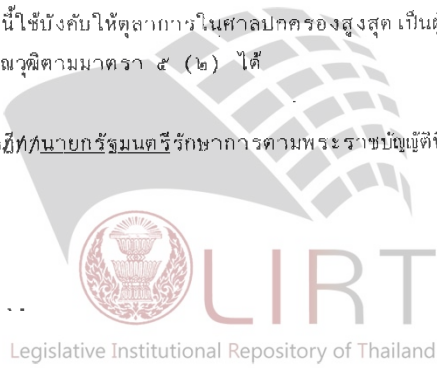 นี้ใช้บังคับให้ตุลาการในศาลปกครองสูงสุด เป็นผู้
ณวุฒิตามมาตรา ๕ (๒) ได้
นายกรัฐมนตรีรักษาการตามพระราชบัญญัติ
LIRT
Legislative Institutional Repository of Thailand